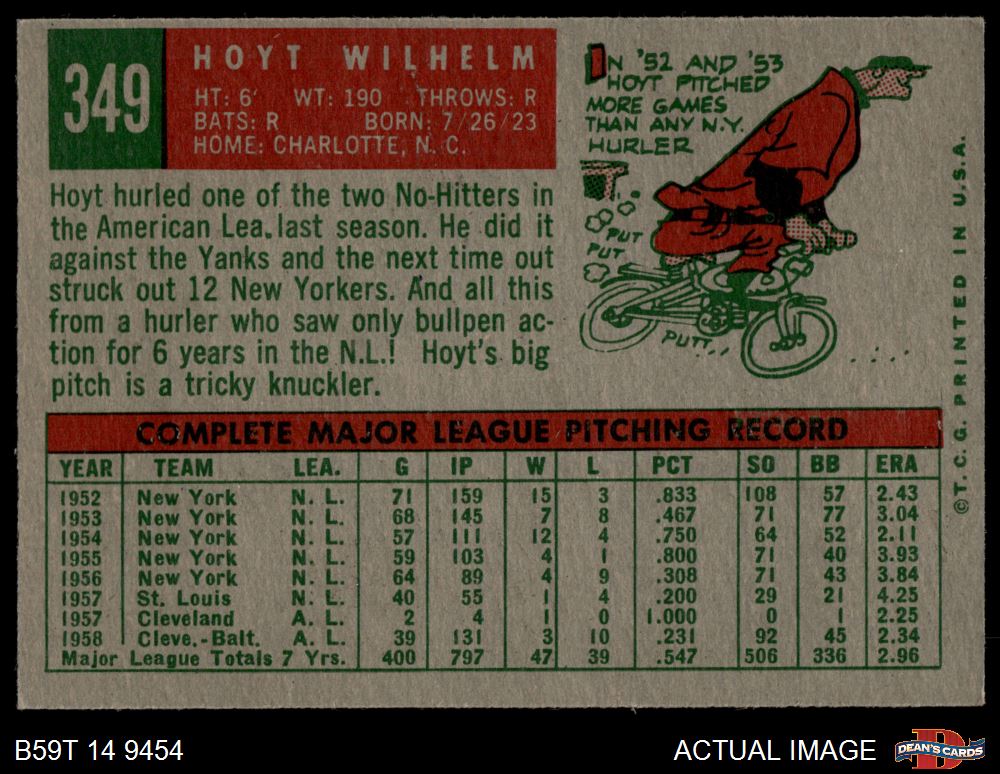 349
HOYT WILHELM
HT: 6' WT: 190 THROWS: R
BATS: R BORN: 7/26/23
HOME: CHARLOTTE, N. C.
Hoyt hurled one of the two No-Hitters in
the American Lea. last season. He did it
against the Yanks and the next time out
struck out 12 New Yorkers. And all this
from a hurler who saw only bullpen ac-
tion for 6 years in the N.L.! Hoyt's big
pitch is a tricky knuckler.
IN '52 AND '53
HOYT PITCHED
MORE GAMES
THAN ANY N.Y.
HURLER
PUT
PUT
PUTT...
COMPLETE MAJOR LEAGUE PITCHING RECORD
YEAR TEAM LEA. G IP W L PCT SO BB ERA
1952 New York N. L. 71 159 15 3 .833 108 57 2.43
1953 New York N. L. 68 145 7 8 .467 71 77 3.04
1954 New York N. L. 57 111 12 4 .750 64 52 2.11
1955 New York N. L. 59 103 4 1 .800 71 40 3.93
1956 New York N. L. 64 89 4 9 .308 71 43 3.84
1957 St. Louis N. L. 40 55 1 4 .200 29 21 4.25
1957 Cleveland A. L. 2 4 1 0 1.000 0 1 2.25
1958 Cleve.-Balt. A. L. 39 131 3 10 .231 92 45 2.34
Major League Totals 7 Yrs. 400 797 47 39 .547 506 336 2.96
©T. C. G. PRINTED IN U.S.A.
B59T 14 9454
ACTUAL IMAGE
DEAN'S CARDS